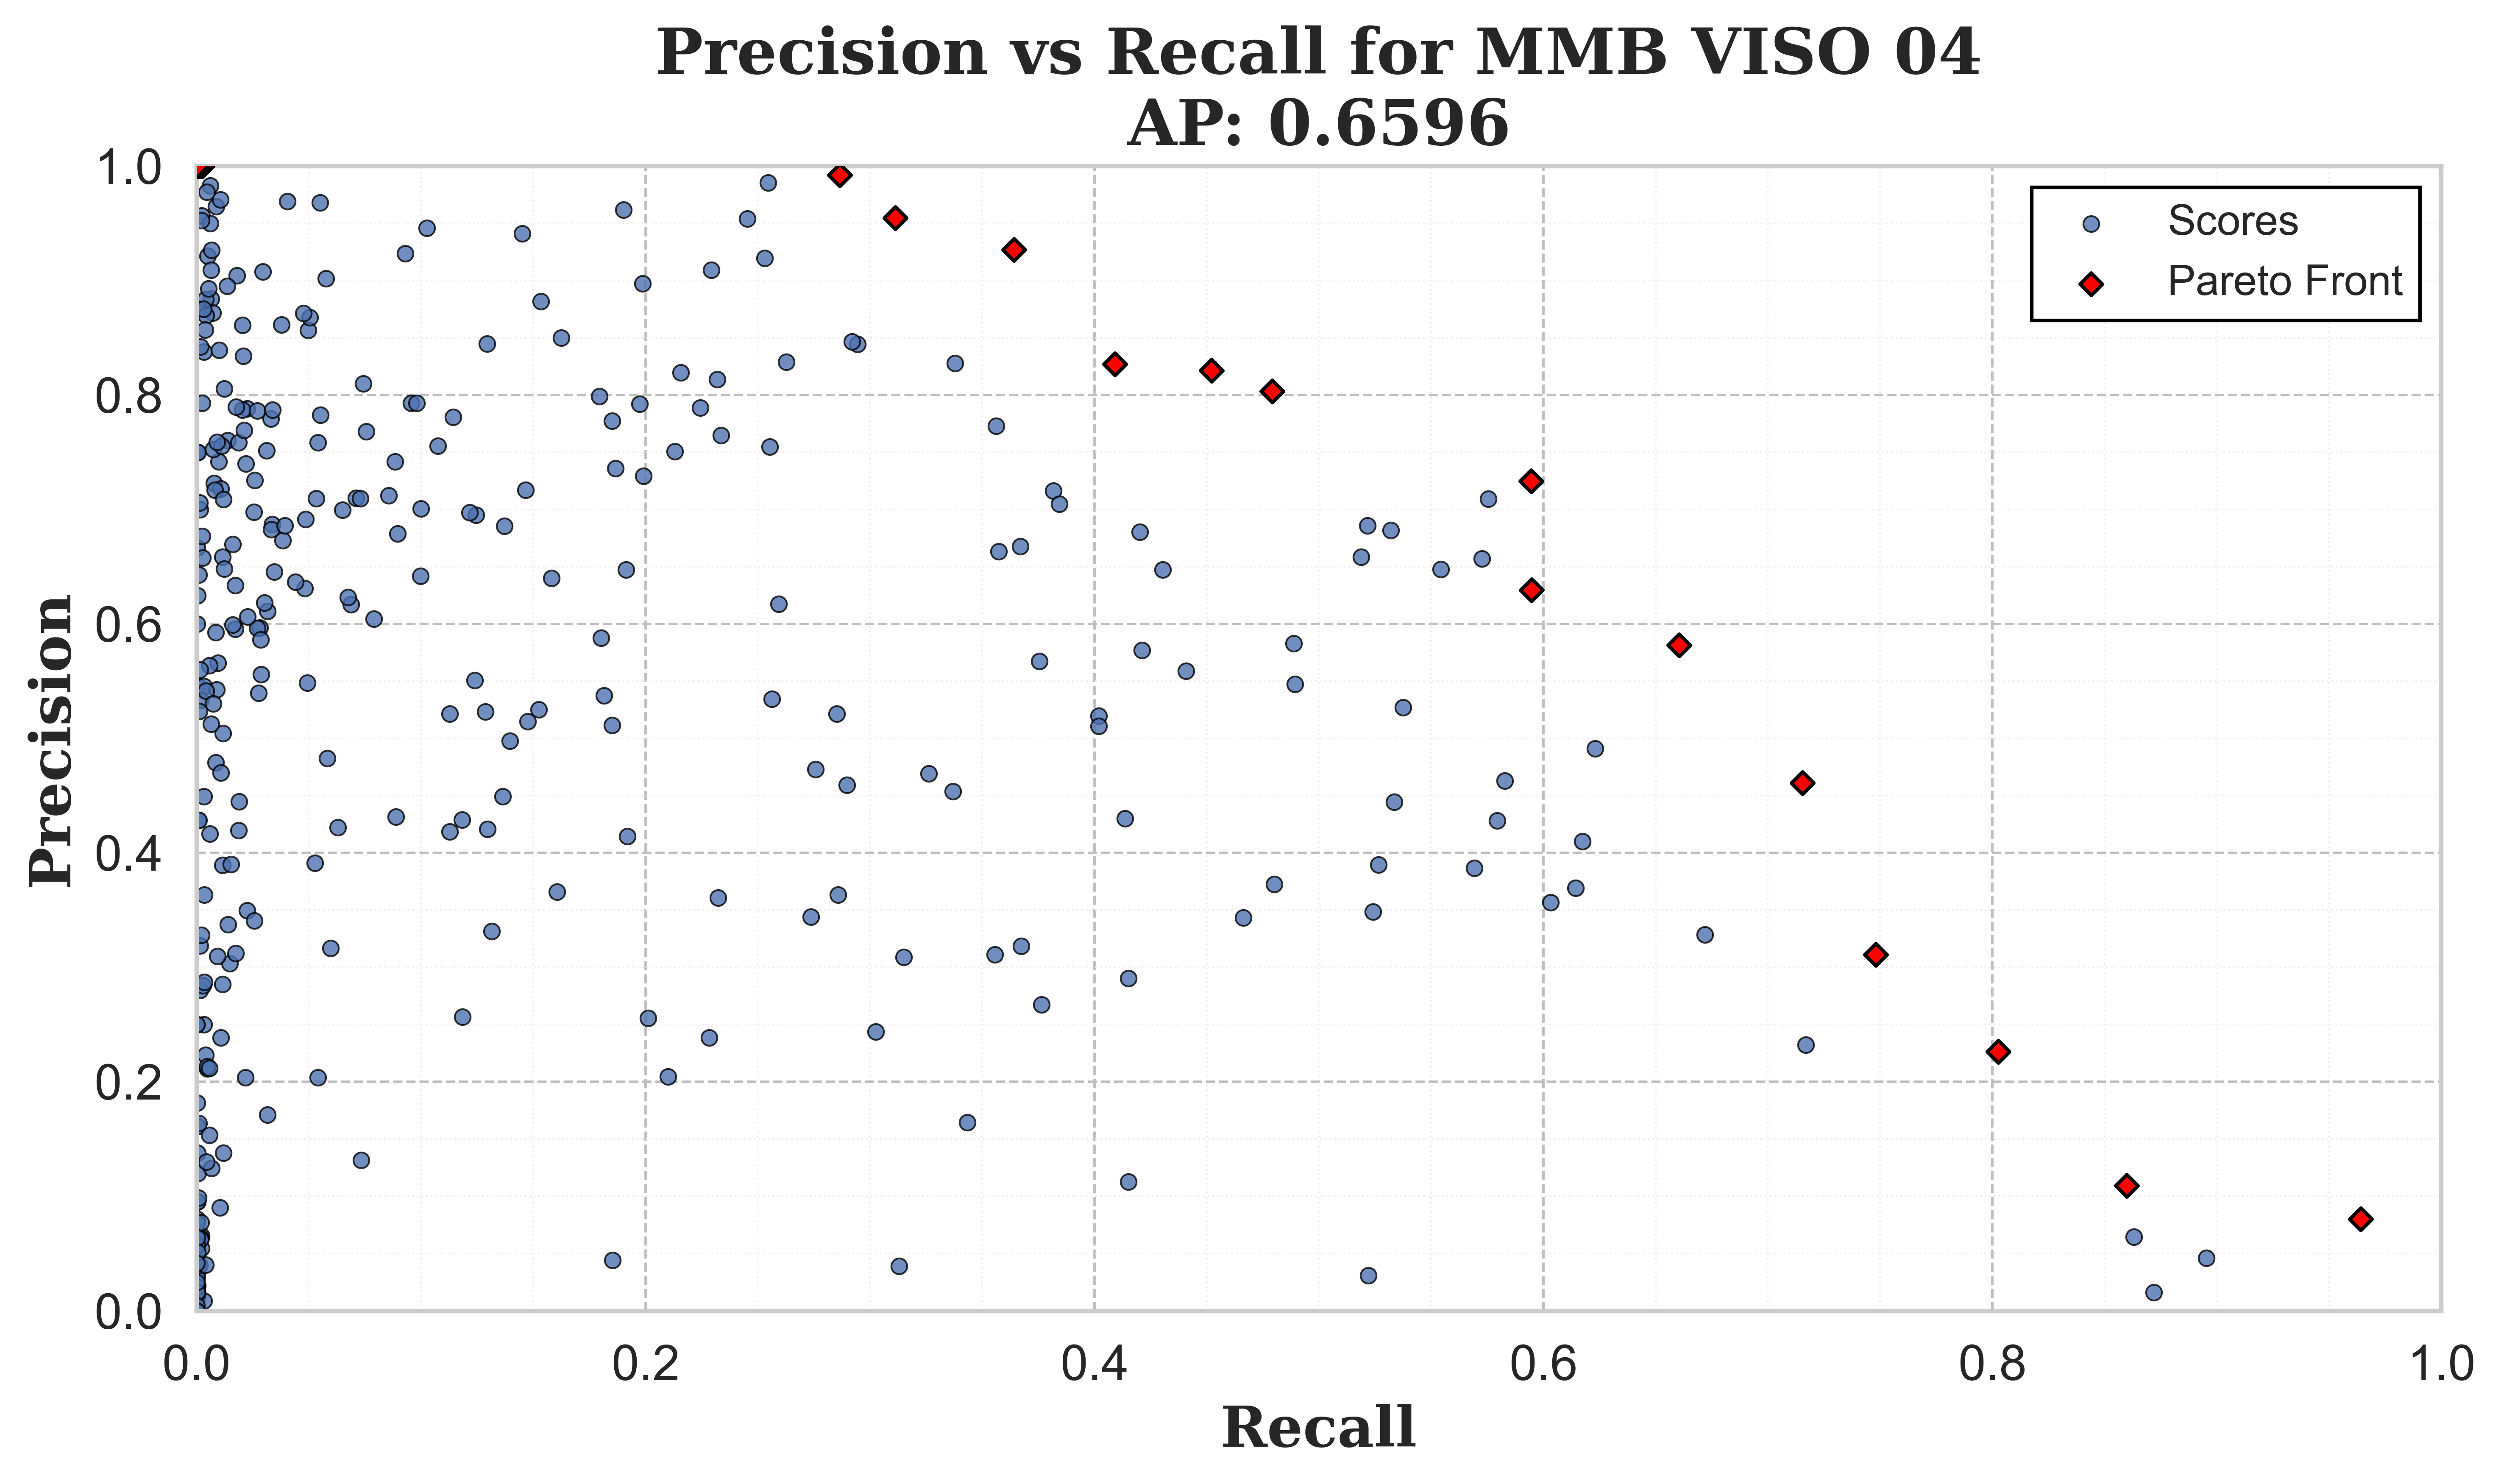 Precision vs Recall for MMB VISO 04
AP: 0.6596
Scores
Pareto Front
Precision
1.0
0.8
0.6
0.4
0.2
0.0
0.0 0.2 0.4 0.6 0.8 1.0
Recall